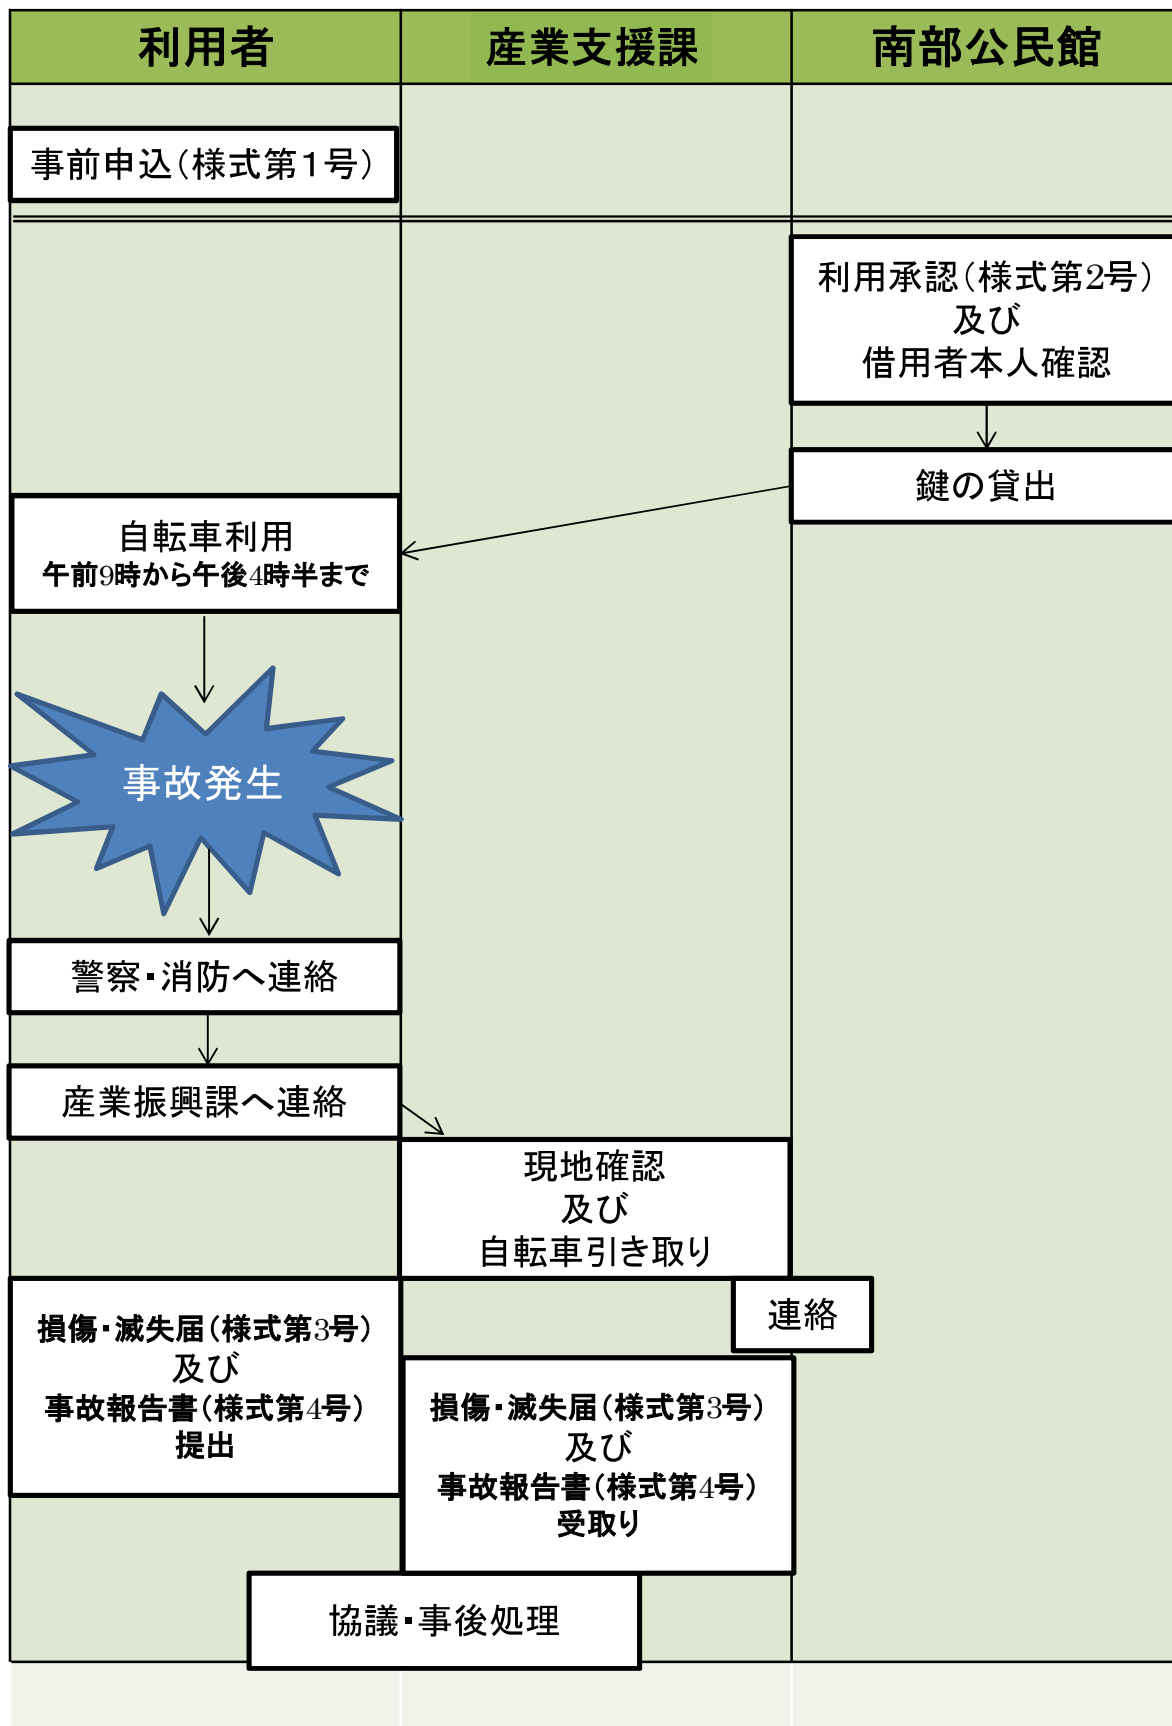 利用者
産業支援課
南部公民館
事前申込（様式第１号）
利用承認（様式第2号）
及び
借用者本人確認
鍵の貸出
自転車利用
午前9時から午後4時半まで
事故発生
警察・消防へ連絡
産業振興課へ連絡
現地確認
及び
自転車引き取り
連絡
損傷・滅失届（様式第3号）
及び
事故報告書（様式第4号）
提出
損傷・滅失届（様式第3号）
及び
事故報告書（様式第4号）
受取り
協議・事後処理